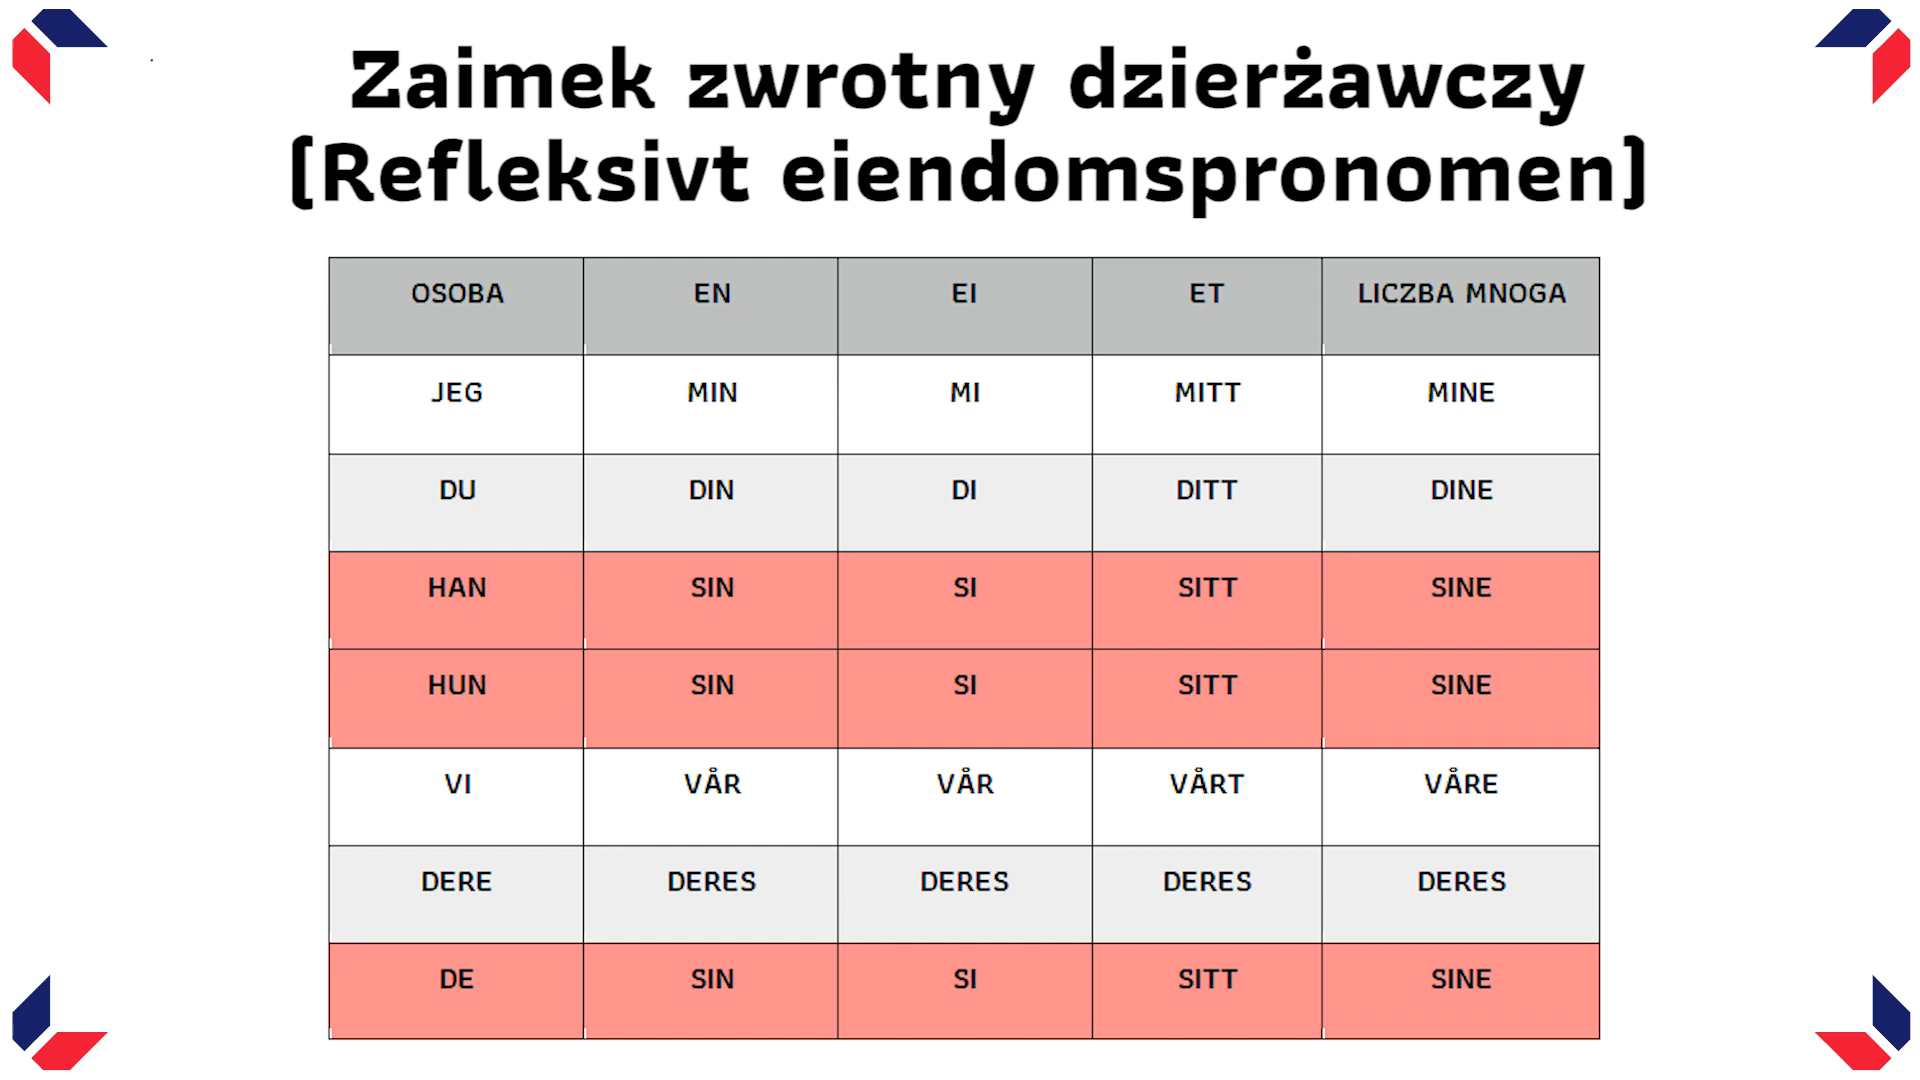 Zaimek zwrotny dzierżawczy
(Refleksivt eiendomspronomen)
OSOBA EN EI ET LICZBA MNOGA
JEG MIN MI MITT MINE
DU DIN DI DITT DINE
HAN SIN SI SITT SINE
HUN SIN SI SITT SINE
VI VÅR VÅR VÅRT VÅRE
DERE DERES DERES DERES DERES
DE SIN SI SITT SINE